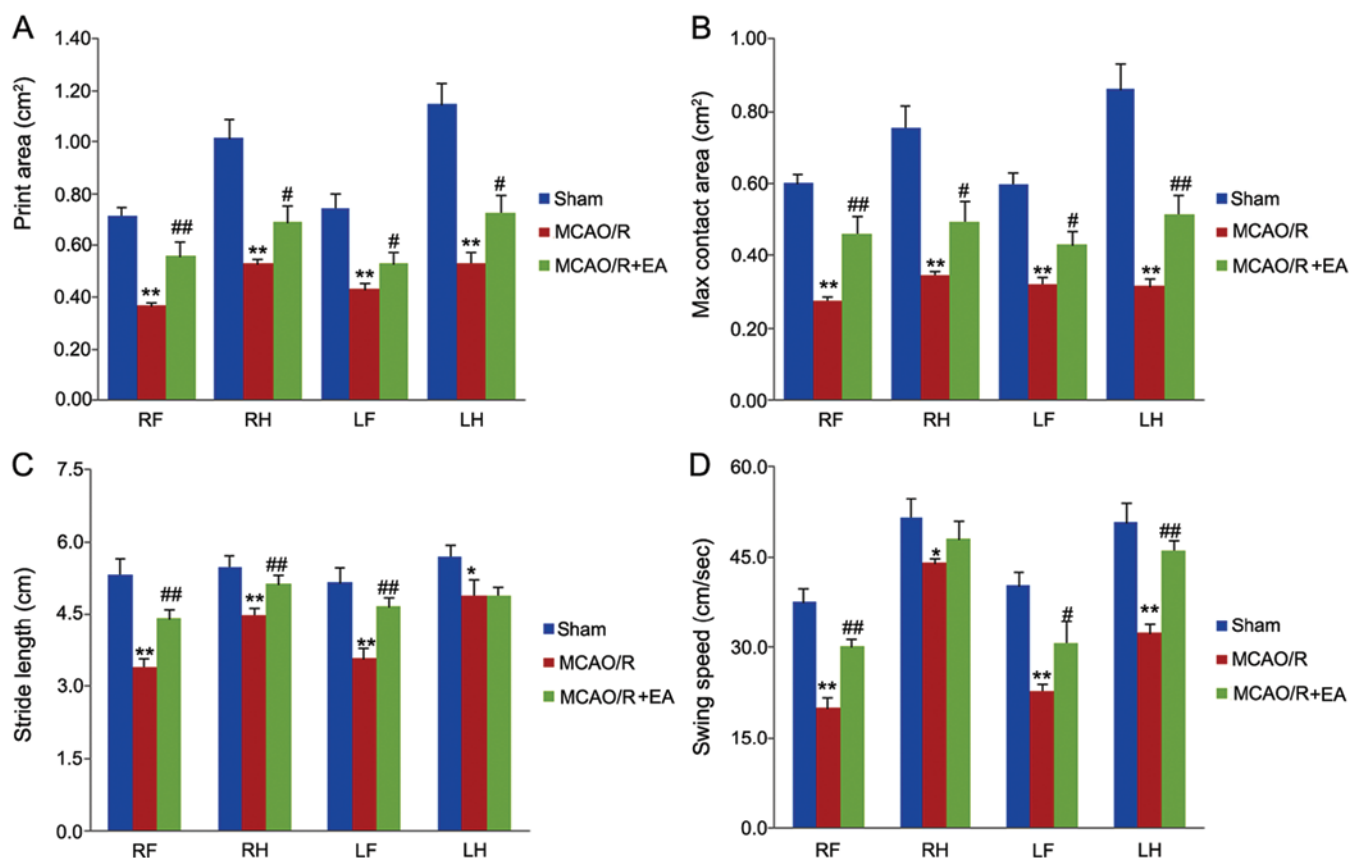 A
Print area (cm²)
1.40
1.20
1.00
0.80
0.60
0.40
0.20
0.00
** ##
** #
** #
** #
RF RH LF LH
Sham
MCAO/R
MCAO/R+EA
B
Max contact area (cm²)
1.00
0.80
0.60
0.40
0.20
0.00
** ##
** #
** #
** ##
RF RH LF LH
Sham
MCAO/R
MCAO/R+EA
C
Stride length (cm)
7.5
6.0
4.5
3.0
1.5
0.0
** ##
** ##
** ##
*
RF RH LF LH
Sham
MCAO/R
MCAO/R+EA
D
Swing speed (cm/sec)
60.0
45.0
30.0
15.0
0.0
** ##
*
** #
** ##
RF RH LF LH
Sham
MCAO/R
MCAO/R+EA